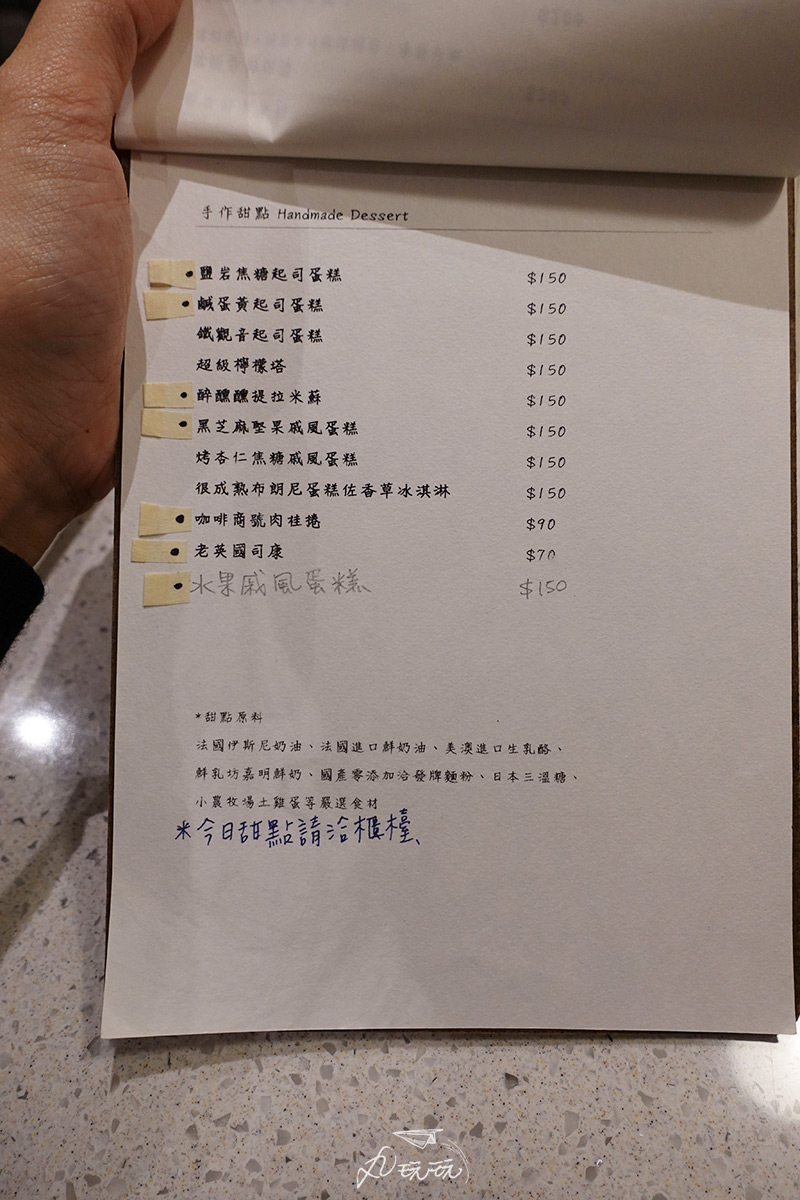 手作甜點 Handmade Dessert
鹽岩焦糖起司蛋糕 $150
鹹蛋黃起司蛋糕 $150
鐵觀音起司蛋糕 $150
超級檸檬塔 $150
醉醺醺提拉米蘇 $150
黑芝麻堅果戚風蛋糕 $150
烤杏仁焦糖戚風蛋糕 $150
很成熟布朗尼蛋糕佐香草冰淇淋 $150
咖啡商號肉桂捲 $90
老英國司康 $70
水果戚風蛋糕 $150
*甜點原料
法國伊斯尼奶油、法國進口鮮奶油、美澳進口生乳酪、
鮮乳坊嘉明鮮奶、國產零添加洽發牌麵粉、日本三溫糖、
小農牧場土雞蛋等嚴選食材
*今日甜點請洽櫃檯、
玩玩